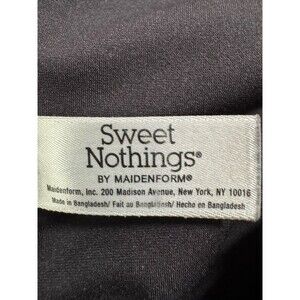 Sweet
Nothings®
BY MAIDENFORM®
Maidenform, Inc. 200 Madison Avenue, New York, NY 10016
Made in Bangladesh/ Fait au Bangladesh/ Hecho en Bangladesh